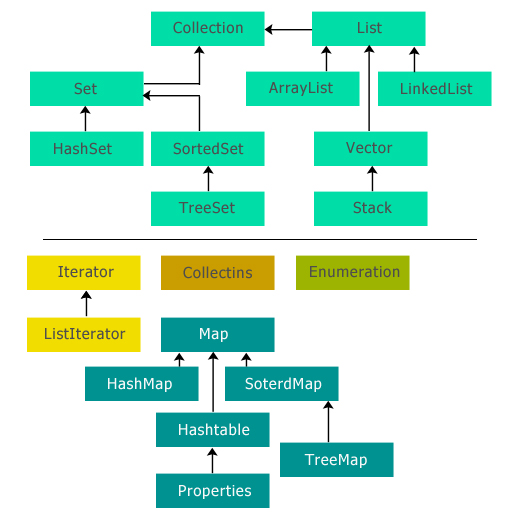 Collection
List
Set
ArrayList
LinkedList
HashSet
SortedSet
Vector
TreeSet
Stack
Iterator
Collectins
Enumeration
ListIterator
Map
HashMap
SoterdMap
Hashtable
TreeMap
Properties